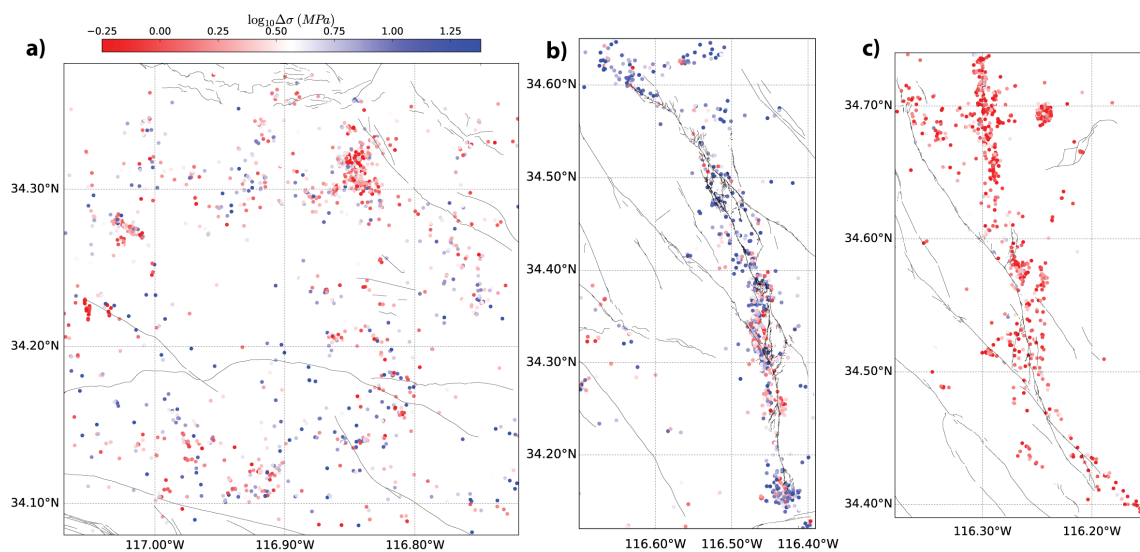 log₁₀Δσ (MPa)
−0.25 0.00 0.25 0.50 0.75 1.00 1.25
a)
34.30°N
34.20°N
34.10°N
117.00°W 116.90°W 116.80°W
b)
34.60°N
34.50°N
34.40°N
34.30°N
34.20°N
116.60°W 116.50°W 116.40°W
c)
34.70°N
34.60°N
34.50°N
34.40°N
116.30°W 116.20°W